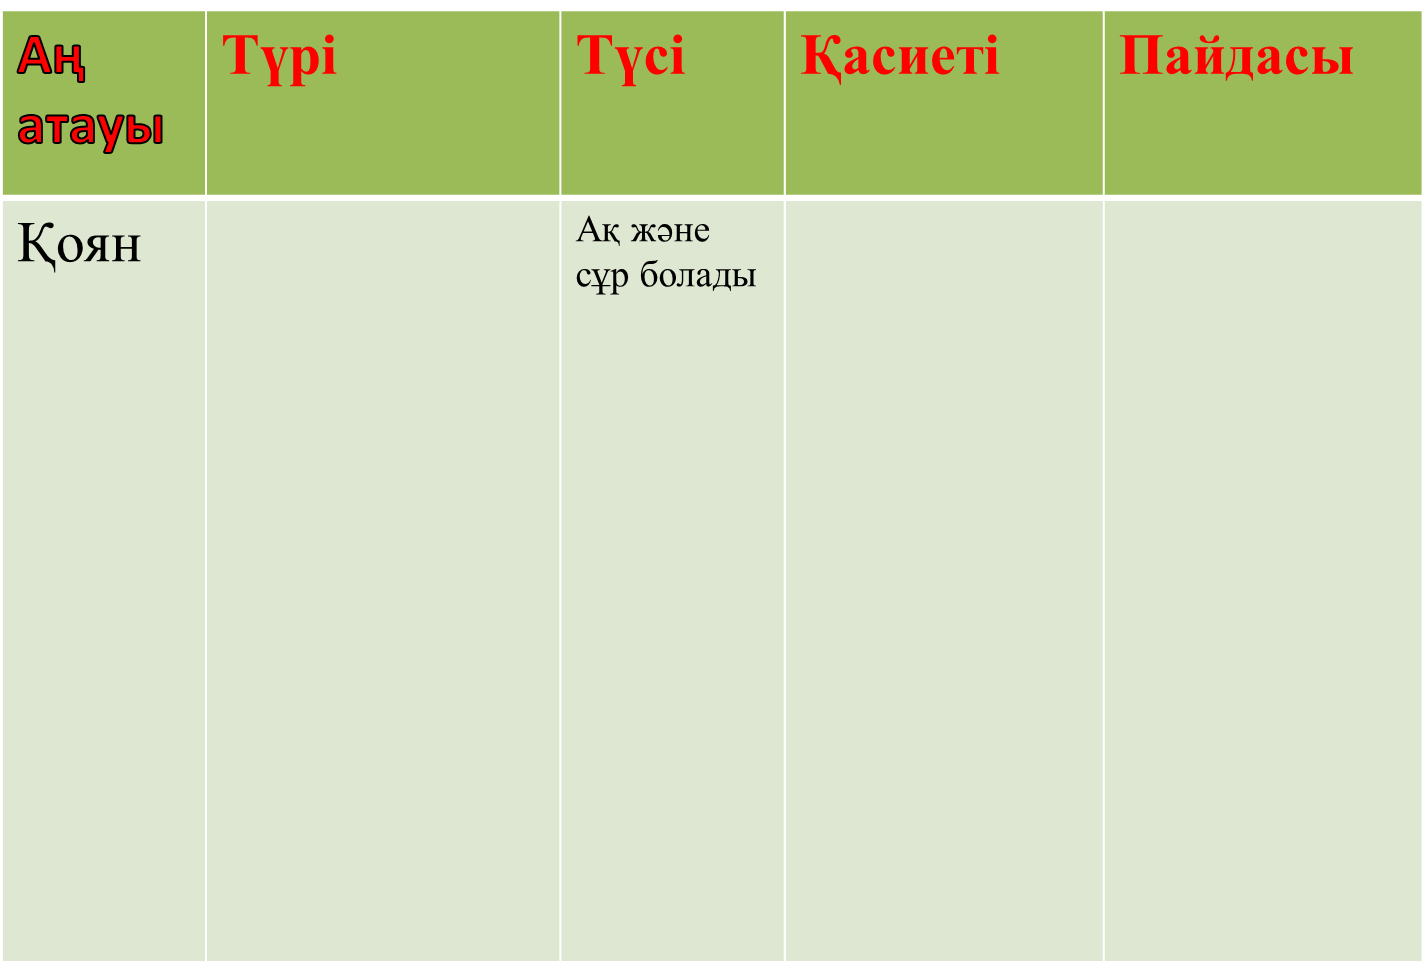 Аң
атауы
Түрі
Түсі
Қасиеті
Пайдасы
Қоян
Ақ және
сұр болады